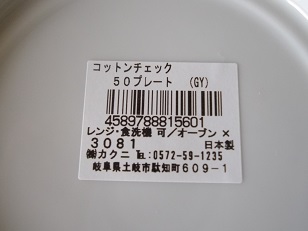 コットンチェック
50プレート (GY)
4589788815601
レンジ・食洗機 可/オーブン ×
3081 日本製
㈱カクニ ℡:0572-59-1235
岐阜県土岐市駄知町609-1